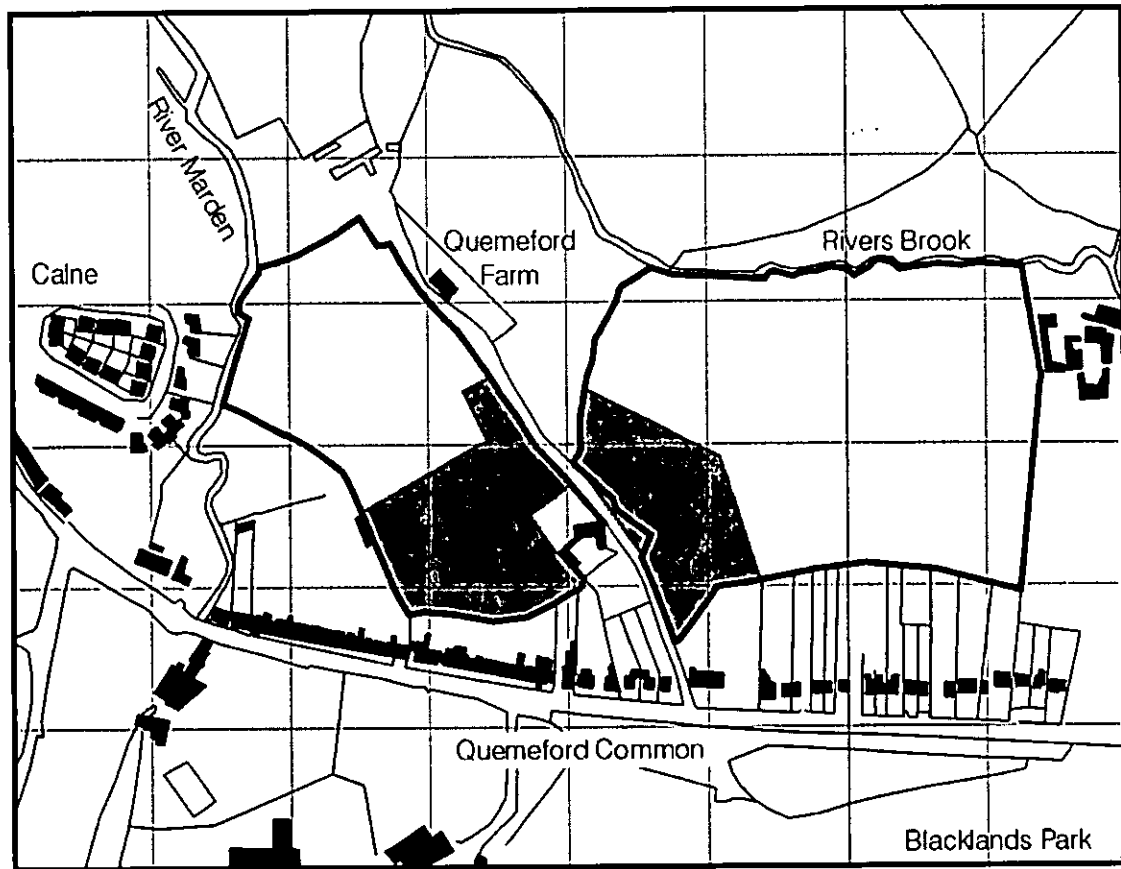 River Marden
Calne
Quemeford
Farm
Rivers Brook
Quemeford Common
Blacklands Park